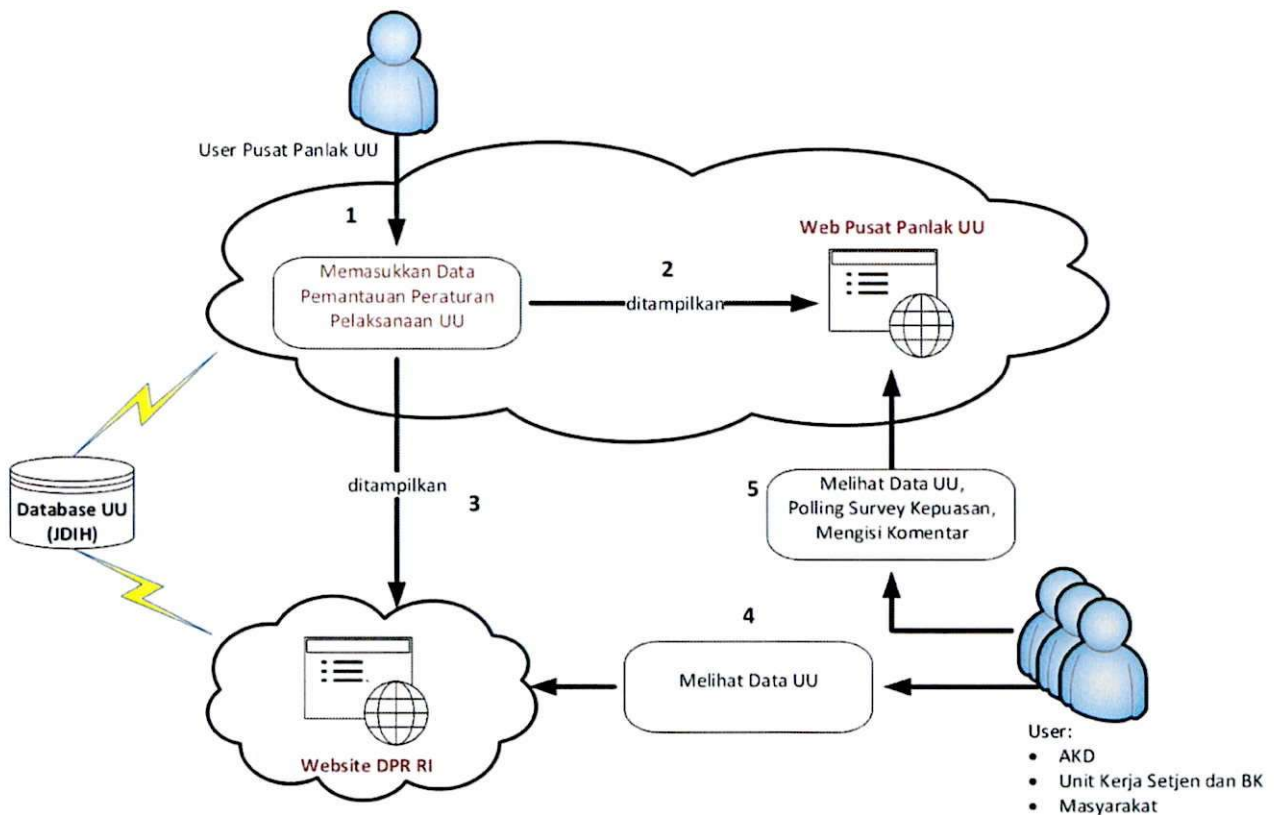 User Pusat Panlak UU
1
Memasukkan Data
Pemantauan Peraturan
Pelaksanaan UU
2
ditampilkan
Web Pusat Panlak UU
ditampilkan
3
Database UU
(JDIH)
5
Melihat Data UU,
Polling Survey Kepuasan,
Mengisi Komentar
4
Melihat Data UU
Website DPR RI
User:
• AKD
• Unit Kerja Setjen dan BK
• Masyarakat